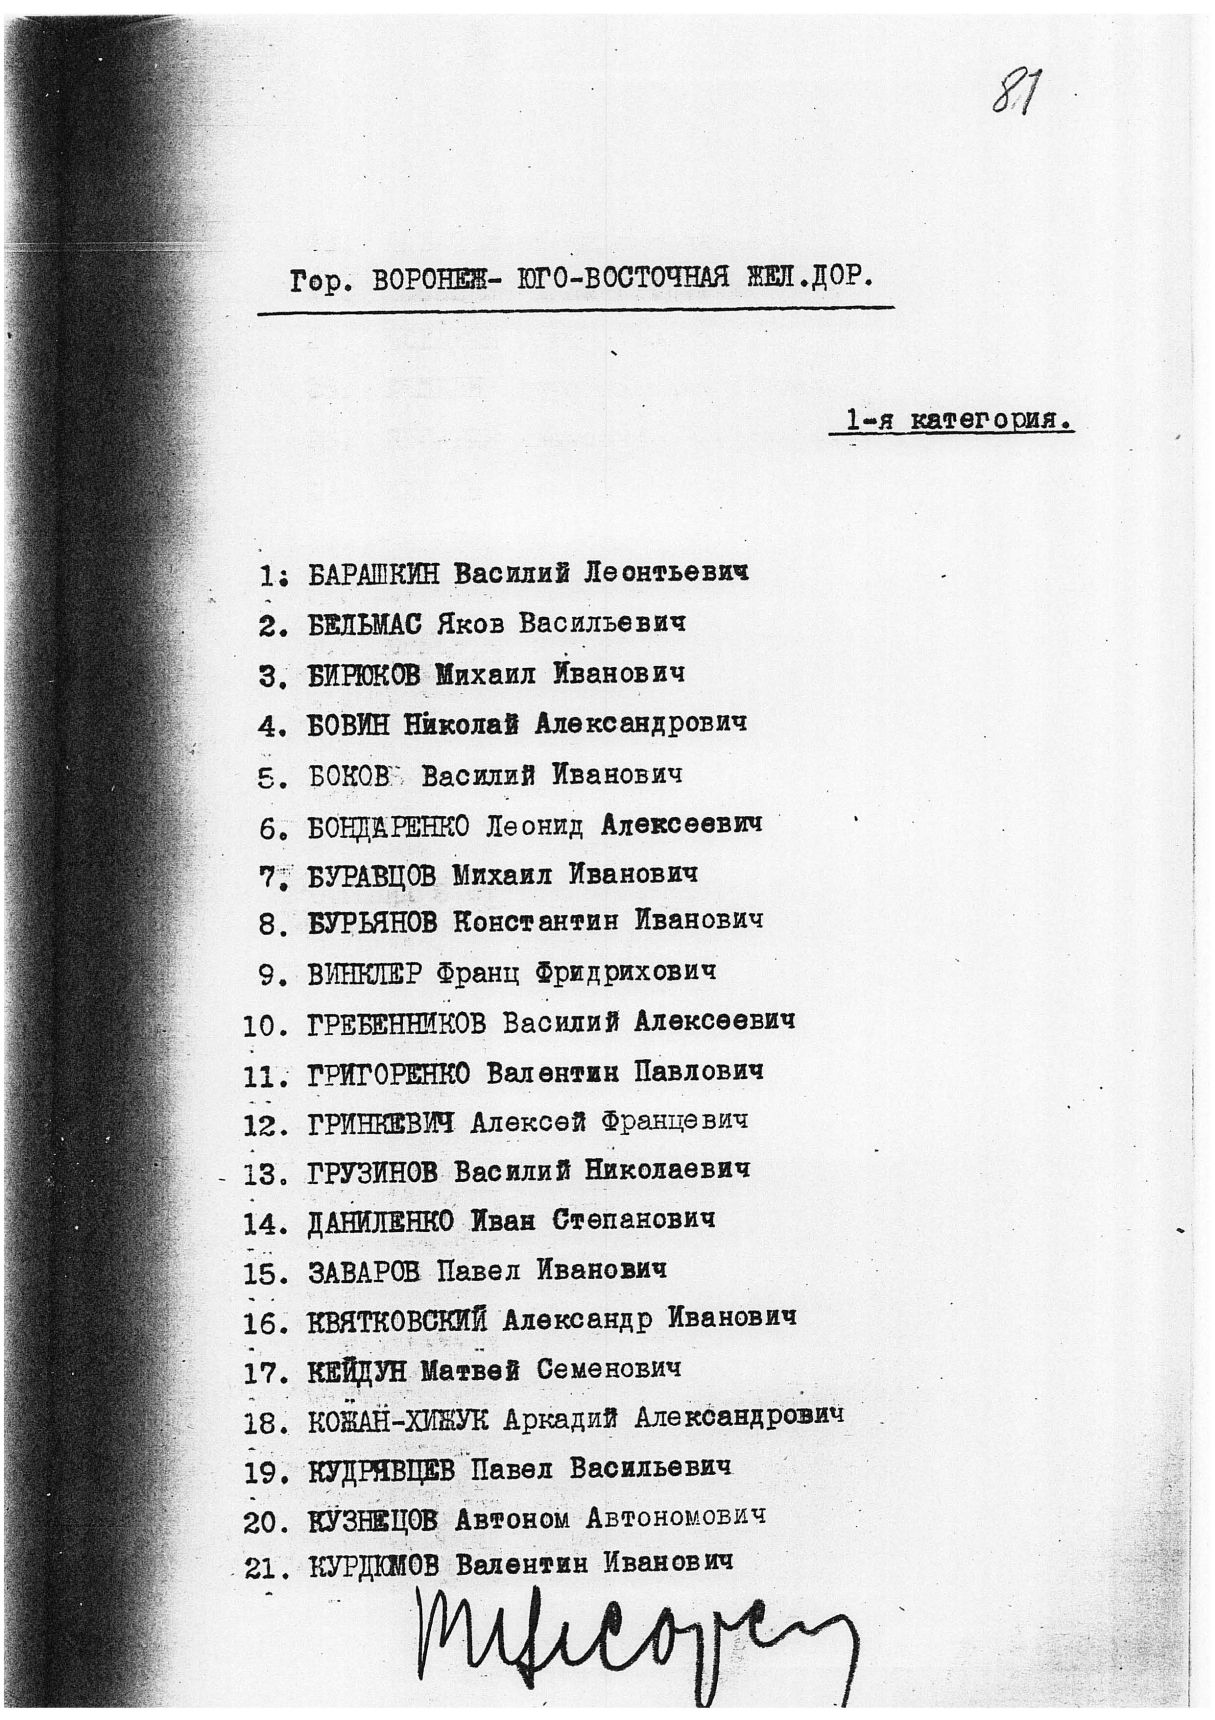 81
Гор. ВОРОНЕЖ- ЮГО-ВОСТОЧНАЯ ЖЕЛ.ДОР.
1-я категория.
1. БАРАШКИН Василий Леонтьевич
2. БЕЛЬМАС Яков Васильевич
3. БИРЮКОВ Михаил Иванович
4. БОВИН Николай Александрович
5. БОКОВ Василий Иванович
6. БОНДАРЕНКО Леонид Алексеевич
7. БУРАВЦОВ Михаил Иванович
8. БУРЬЯНОВ Константин Иванович
9. ВИНКЛЕР Франц Фридрихович
10. ГРЕБЕННИКОВ Василий Алексеевич
11. ГРИГОРЕНКО Валентин Павлович
12. ГРИНКЕВИЧ Алексей Францевич
13. ГРУЗИНОВ Василий Николаевич
14. ДАНИЛЕНКО Иван Степанович
15. ЗАВАРОВ Павел Иванович
16. КВЯТКОВСКИЙ Александр Иванович
17. КЕЙДУН Матвей Семенович
18. КОЖАН-ХИЖУК Аркадий Александрович
19. КУДРЯВЦЕВ Павел Васильевич
20. КУЗНЕЦОВ Автоном Автономович
21. КУРДЮМОВ Валентин Иванович